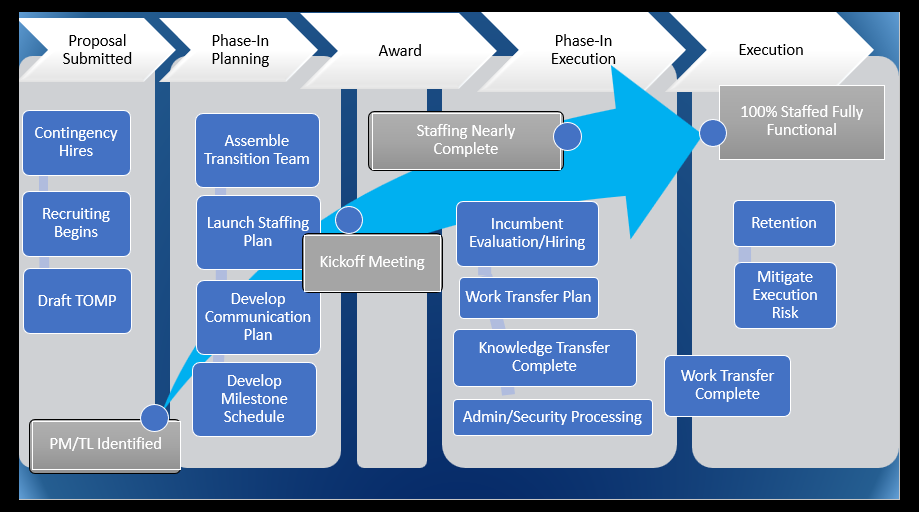 Proposal
Submitted
Phase-In
Planning
Award
Phase-In
Execution
Execution
Contingency
Hires
Recruiting
Begins
Draft TOMP
PM/TL Identified
Assemble
Transition Team
Launch Staffing
Plan
Develop
Communication
Plan
Develop
Milestone
Schedule
Kickoff Meeting
Staffing Nearly
Complete
Incumbent
Evaluation/Hiring
Work Transfer Plan
Knowledge Transfer
Complete
Admin/Security Processing
100% Staffed Fully
Functional
Retention
Mitigate
Execution
Risk
Work Transfer
Complete